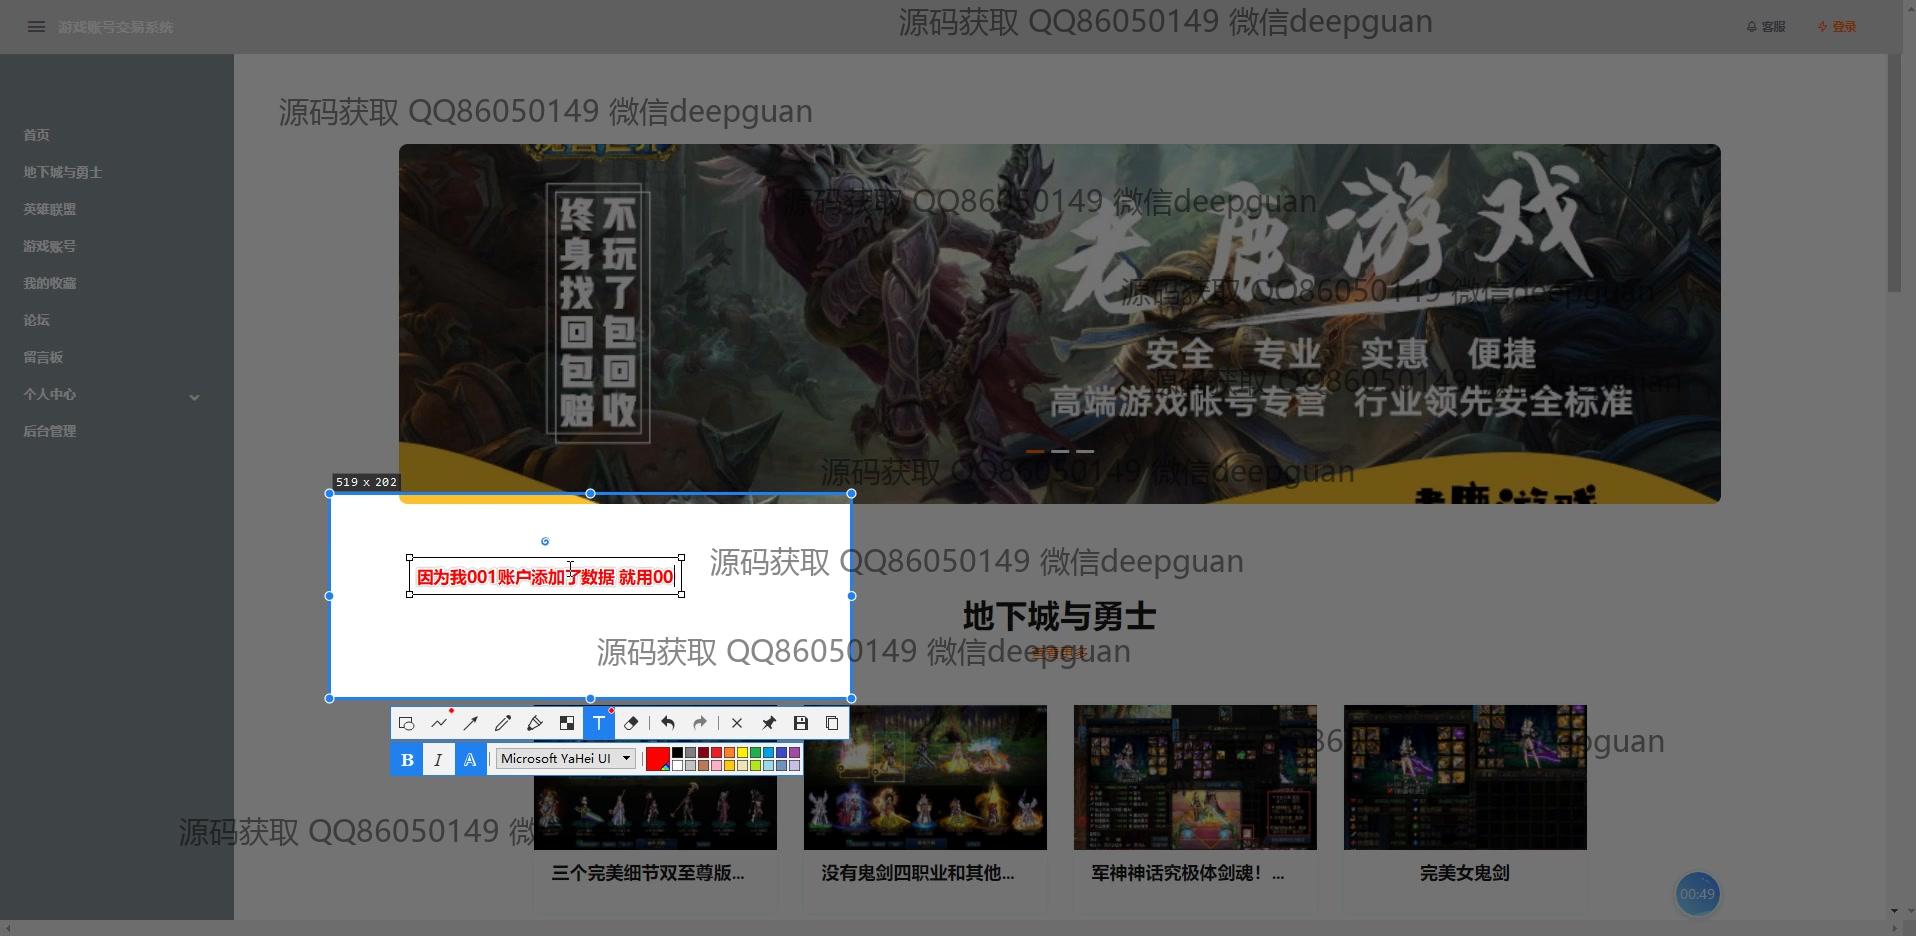 游戏账号交易系统
源码获取 QQ86050149 微信deepguan
客服
登录
源码获取 QQ86050149 微信deepguan
首页
地下城与勇士
英雄联盟
游戏账号
我的收藏
论坛
留言板
个人中心
后台管理
魔兽世界
源码获取 QQ86050149 微信deepguan
不玩了包回收
终身找回包赔
老鹿游戏
源码获取 QQ86050149 微信deepguan
安全 专业 实惠 便捷
源码获取 QQ86050149
高端游戏帐号专营 行业领先安全标准
源码获取 QQ86050149 微信deepguan
老鹿游戏
519 x 202
源码获取 QQ86050149 微信deepguan
因为我001账户添加了数据 就用00
地下城与勇士
源码获取 QQ86050149 微信deepguan
T
B I A Microsoft YaHei UI
源码获取 QQ86050149 微
三个完美细节双至尊版...
没有鬼剑四职业和其他...
军神神话究极体剑魂！...
完美女鬼剑
00:49